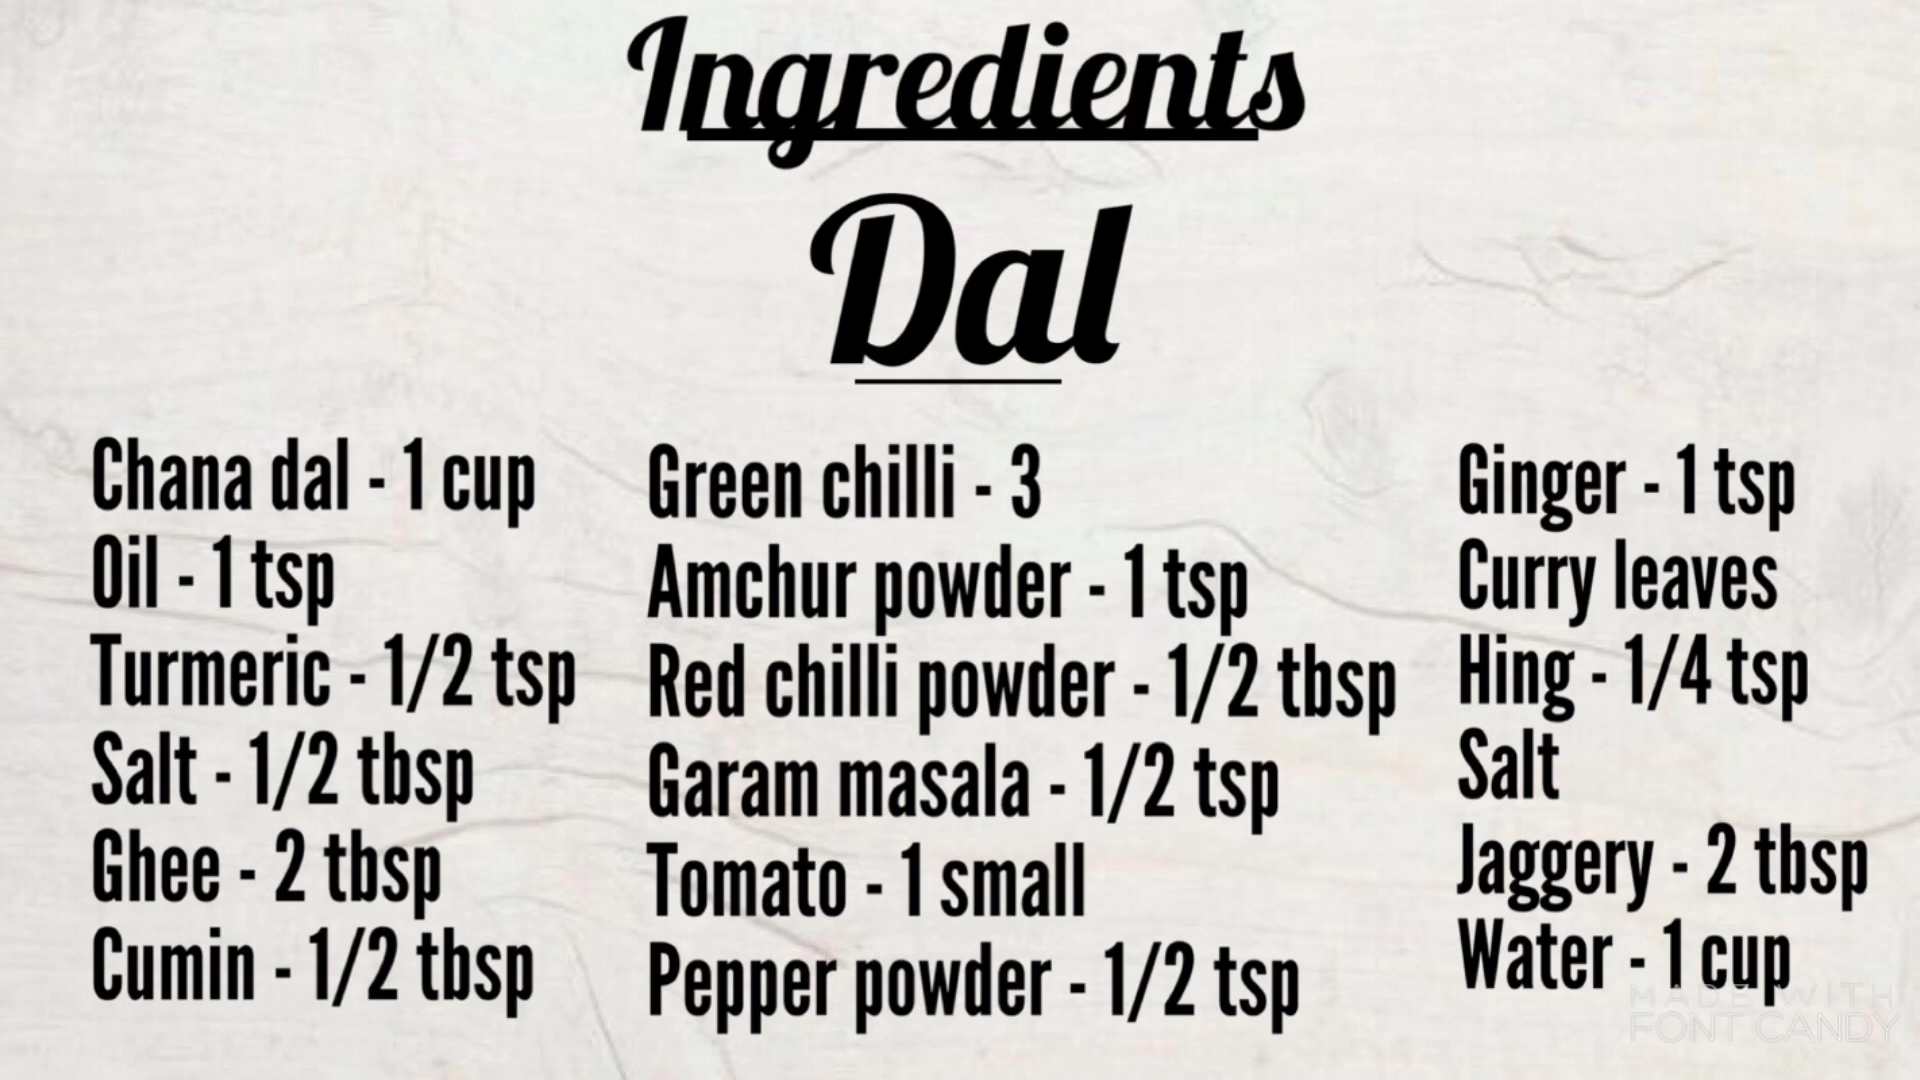 Ingredients
Dal
Chana dal - 1 cup
Oil - 1 tsp
Turmeric - 1/2 tsp
Salt - 1/2 tbsp
Ghee - 2 tbsp
Cumin - 1/2 tbsp
Green chilli - 3
Amchur powder - 1 tsp
Red chilli powder - 1/2 tbsp
Garam masala - 1/2 tsp
Tomato - 1 small
Pepper powder - 1/2 tsp
Ginger - 1 tsp
Curry leaves
Hing - 1/4 tsp
Salt
Jaggery - 2 tbsp
Water - 1 cup
MADE WITH
FONT CANDY